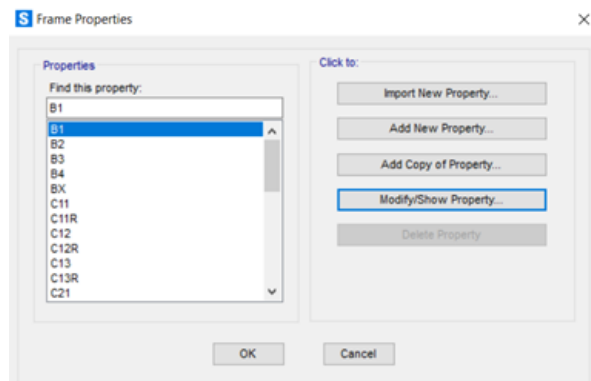 S Frame Properties
Properties
Find this property:
B1
B1
B2
B3
B4
BX
C11
C11R
C12
C12R
C13
C13R
C21
Click to:
Import New Property...
Add New Property...
Add Copy of Property...
Modify/Show Property...
Delete Property
OK
Cancel